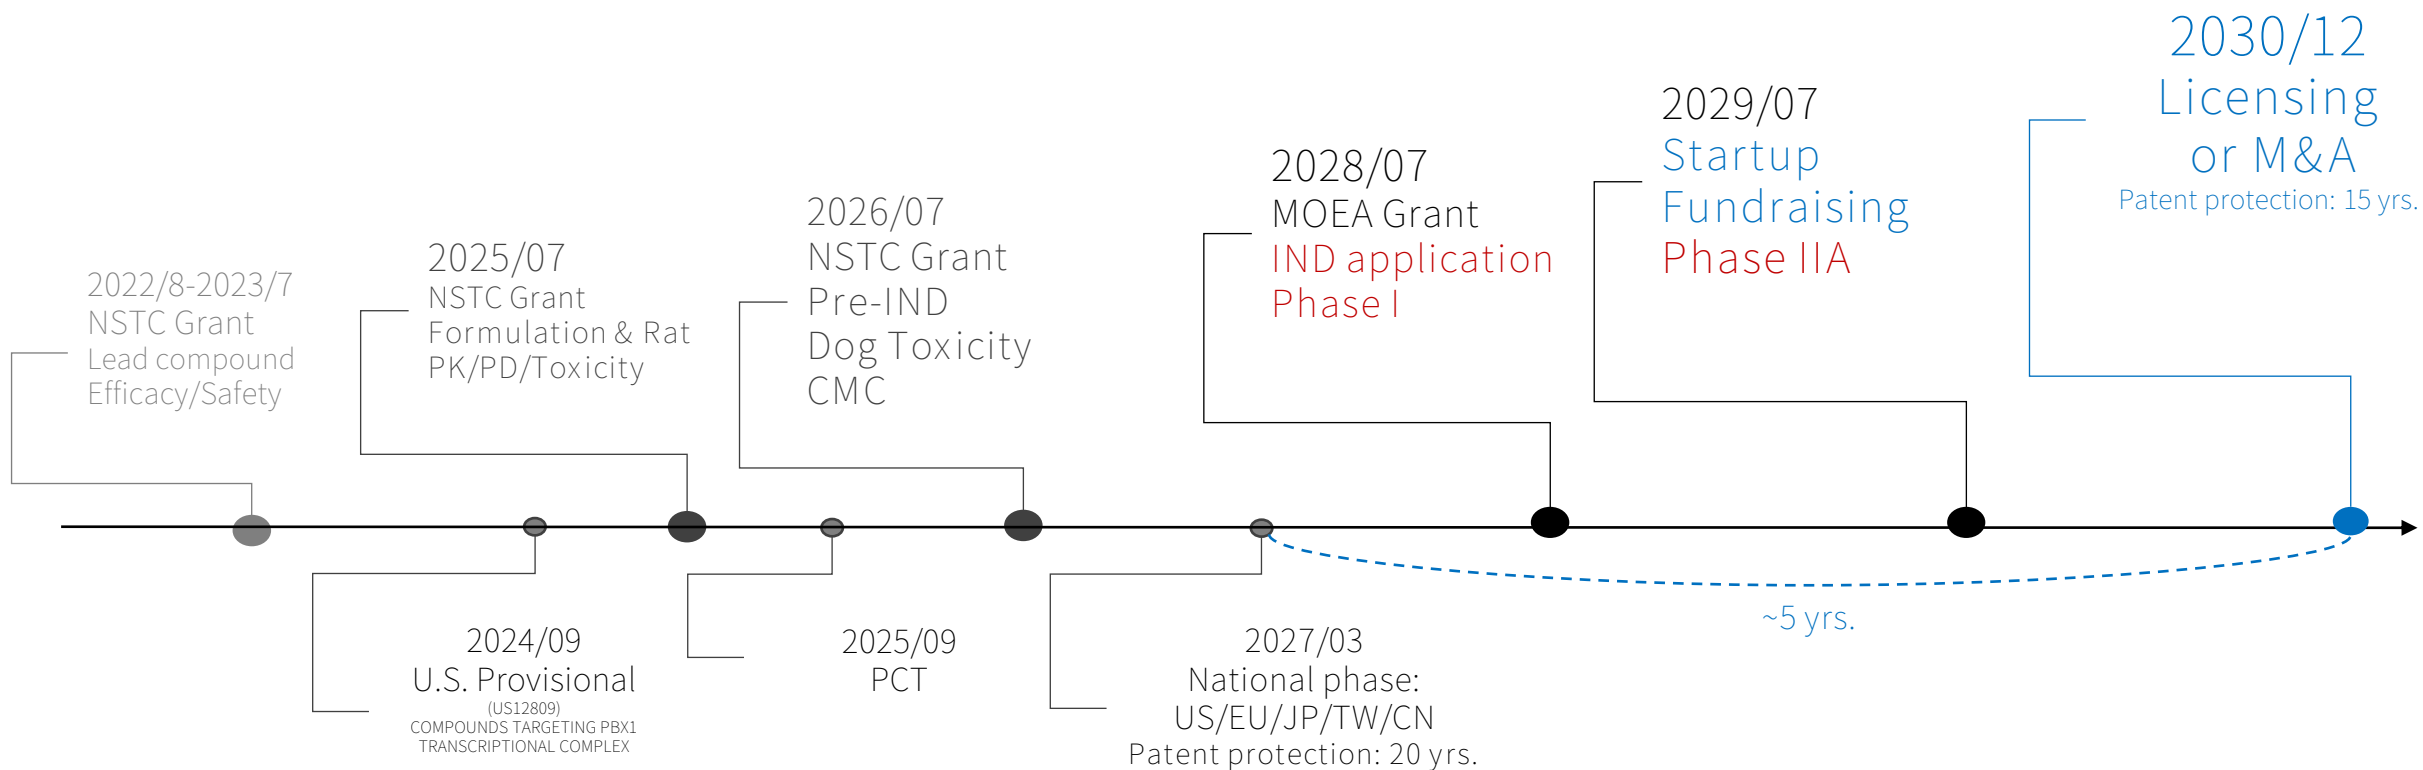 2022/8-2023/7
NSTC Grant
Lead compound
Efficacy/Safety
2025/07
NSTC Grant
Formulation & Rat
PK/PD/Toxicity
2026/07
NSTC Grant
Pre-IND
Dog Toxicity
CMC
2028/07
MOEA Grant
IND application
Phase I
2029/07
Startup
Fundraising
Phase IIA
2030/12
Licensing
or M&A
Patent protection: 15 yrs.
2024/09
U.S. Provisional
(US12809)
COMPOUNDS TARGETING PBX1
TRANSCRIPTIONAL COMPLEX
2025/09
PCT
2027/03
National phase:
US/EU/JP/TW/CN
Patent protection: 20 yrs.
~5 yrs.